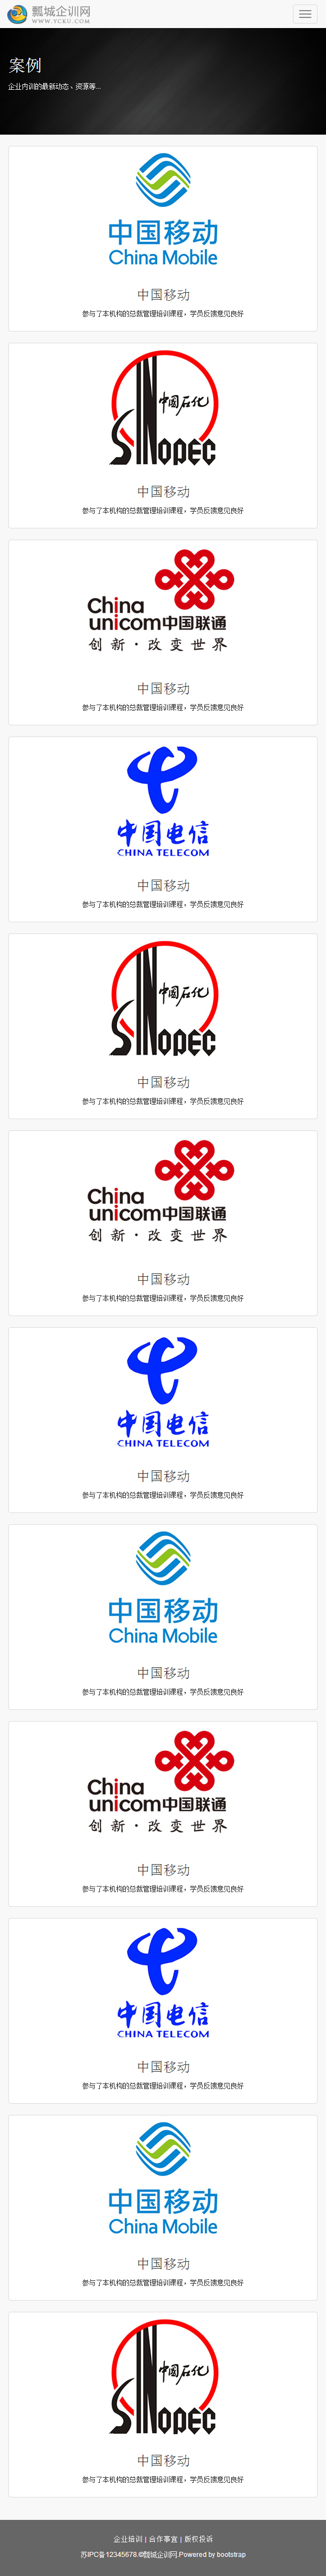 瓢城企训网
WWW.YCKU.COM
案例
企业内训的最新动态、资源等...
中国移动
China Mobile
中国移动
参与了本机构的总裁管理培训课程，学员反馈意见良好
中国石化
SINOPEC
中国移动
参与了本机构的总裁管理培训课程，学员反馈意见良好
China
unicom中国联通
创新·改变世界
中国移动
参与了本机构的总裁管理培训课程，学员反馈意见良好
中国电信
CHINA TELECOM
中国移动
参与了本机构的总裁管理培训课程，学员反馈意见良好
中国石化
SINOPEC
中国移动
参与了本机构的总裁管理培训课程，学员反馈意见良好
China
unicom中国联通
创新·改变世界
中国移动
参与了本机构的总裁管理培训课程，学员反馈意见良好
中国电信
CHINA TELECOM
中国移动
参与了本机构的总裁管理培训课程，学员反馈意见良好
中国移动
China Mobile
中国移动
参与了本机构的总裁管理培训课程，学员反馈意见良好
China
unicom中国联通
创新·改变世界
中国移动
参与了本机构的总裁管理培训课程，学员反馈意见良好
中国电信
CHINA TELECOM
中国移动
参与了本机构的总裁管理培训课程，学员反馈意见良好
中国移动
China Mobile
中国移动
参与了本机构的总裁管理培训课程，学员反馈意见良好
中国石化
SINOPEC
中国移动
参与了本机构的总裁管理培训课程，学员反馈意见良好
企业培训 | 合作事宜 | 版权投诉
苏IPC备12345678.©瓢城企训网.Powered by bootstrap